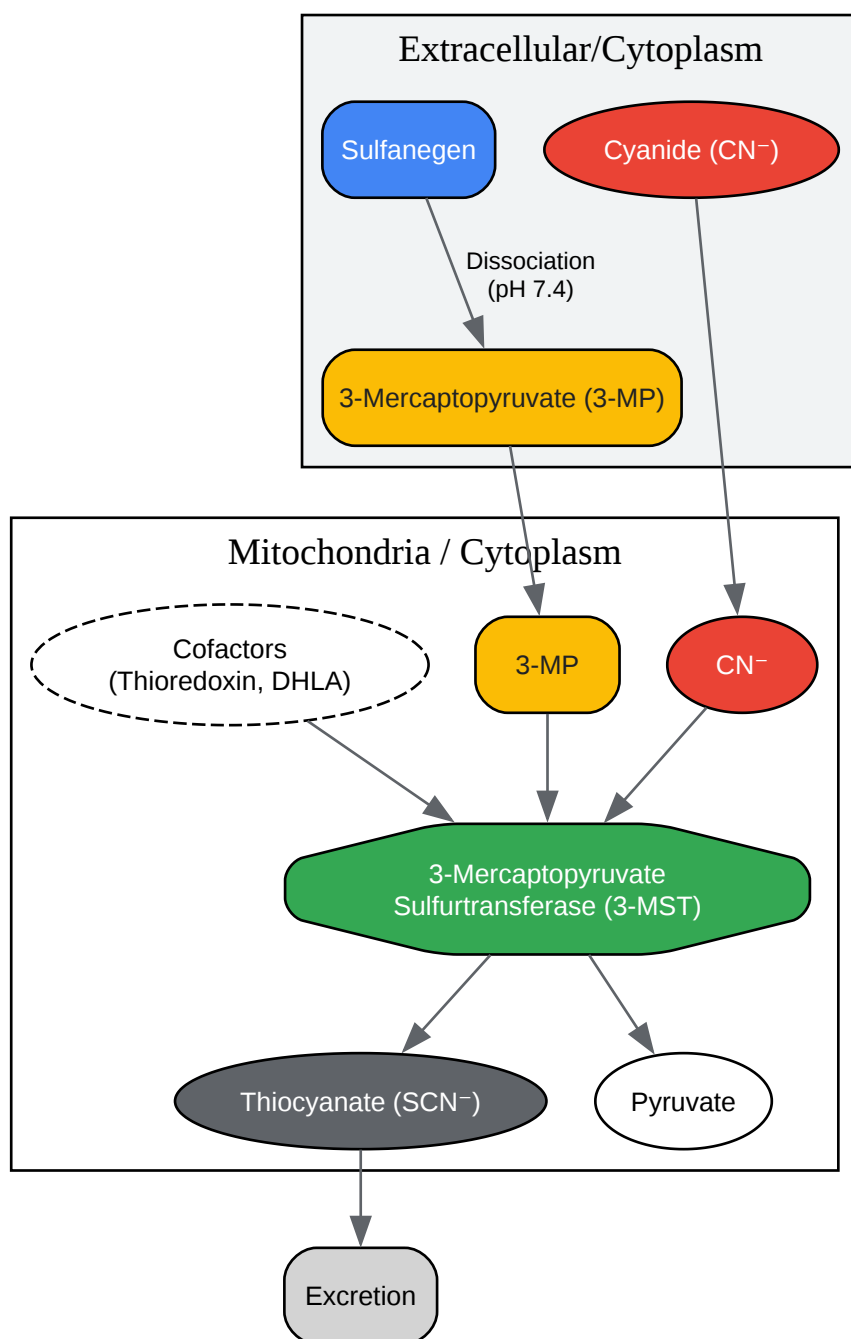 Extracellular/Cytoplasm
Sulfanegen
Cyanide (CN⁻)
Dissociation
(pH 7.4)
3-Mercaptopyruvate (3-MP)
Mitochondria / Cytoplasm
Cofactors
(Thioredoxin, DHLA)
3-MP
CN⁻
3-Mercaptopyruvate
Sulfurtransferase (3-MST)
Thiocyanate (SCN⁻)
Pyruvate
Excretion